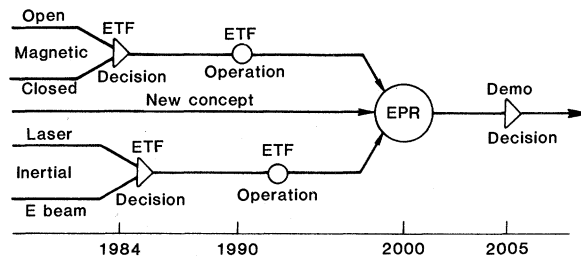 Open
ETF
ETF
Magnetic
Decision
Operation
Closed
New concept
EPR
Demo
Decision
Laser
ETF
ETF
Inertial
Decision
Operation
E beam
1984
1990
2000
2005